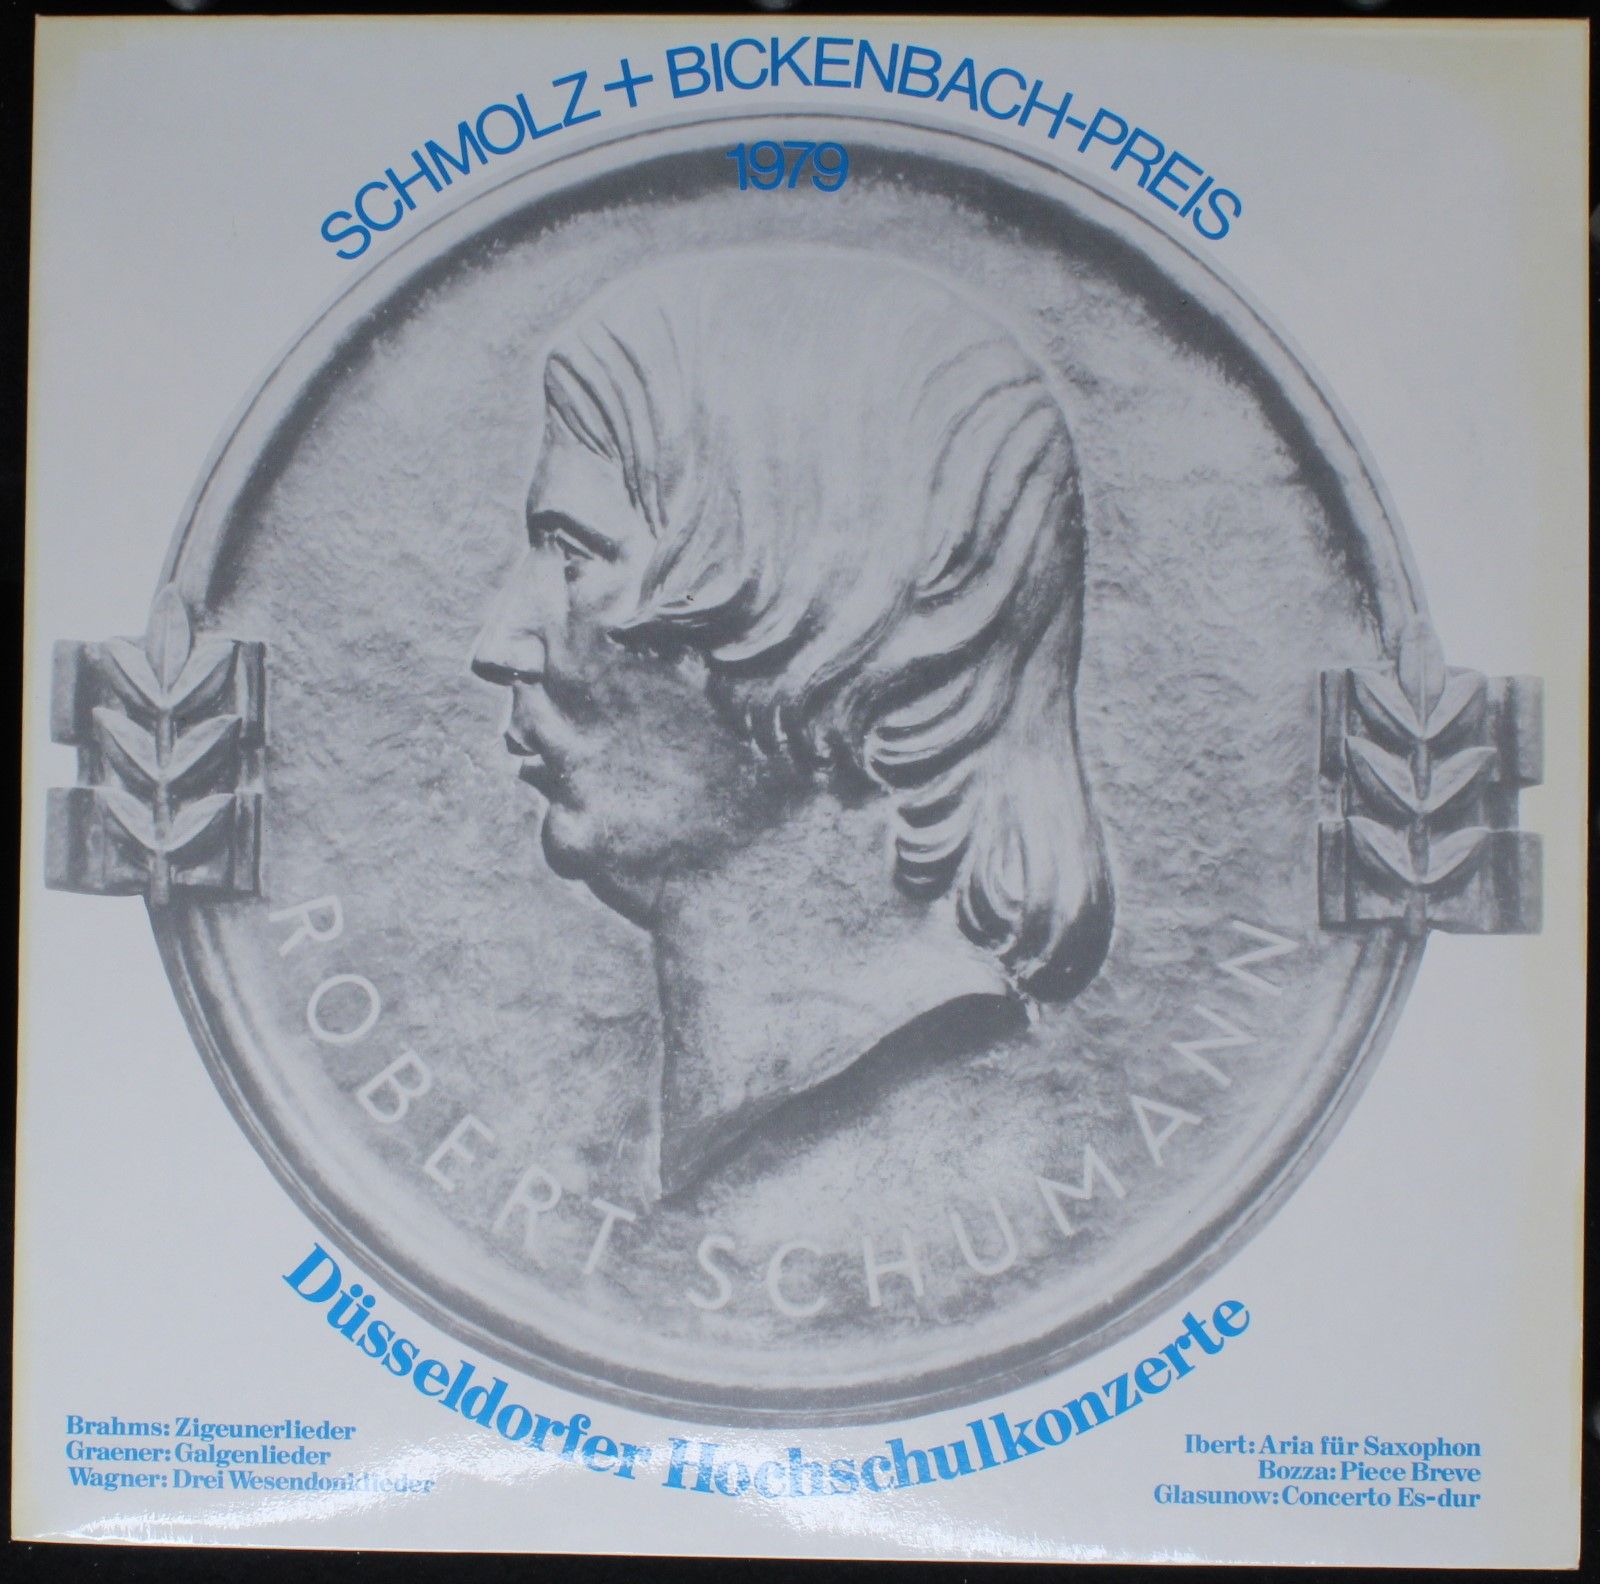 SCHMOLZ + BICKENBACH-PREIS
1979
ROBERT SCHUMANN
Düsseldorfer Hochschulkonzerte
Brahms: Zigeunerlieder
Graener: Galgenlieder
Wagner: Drei Wesendonklieder
Ibert: Aria für Saxophon
Bozza: Piece Breve
Glasunow: Concerto Es-dur